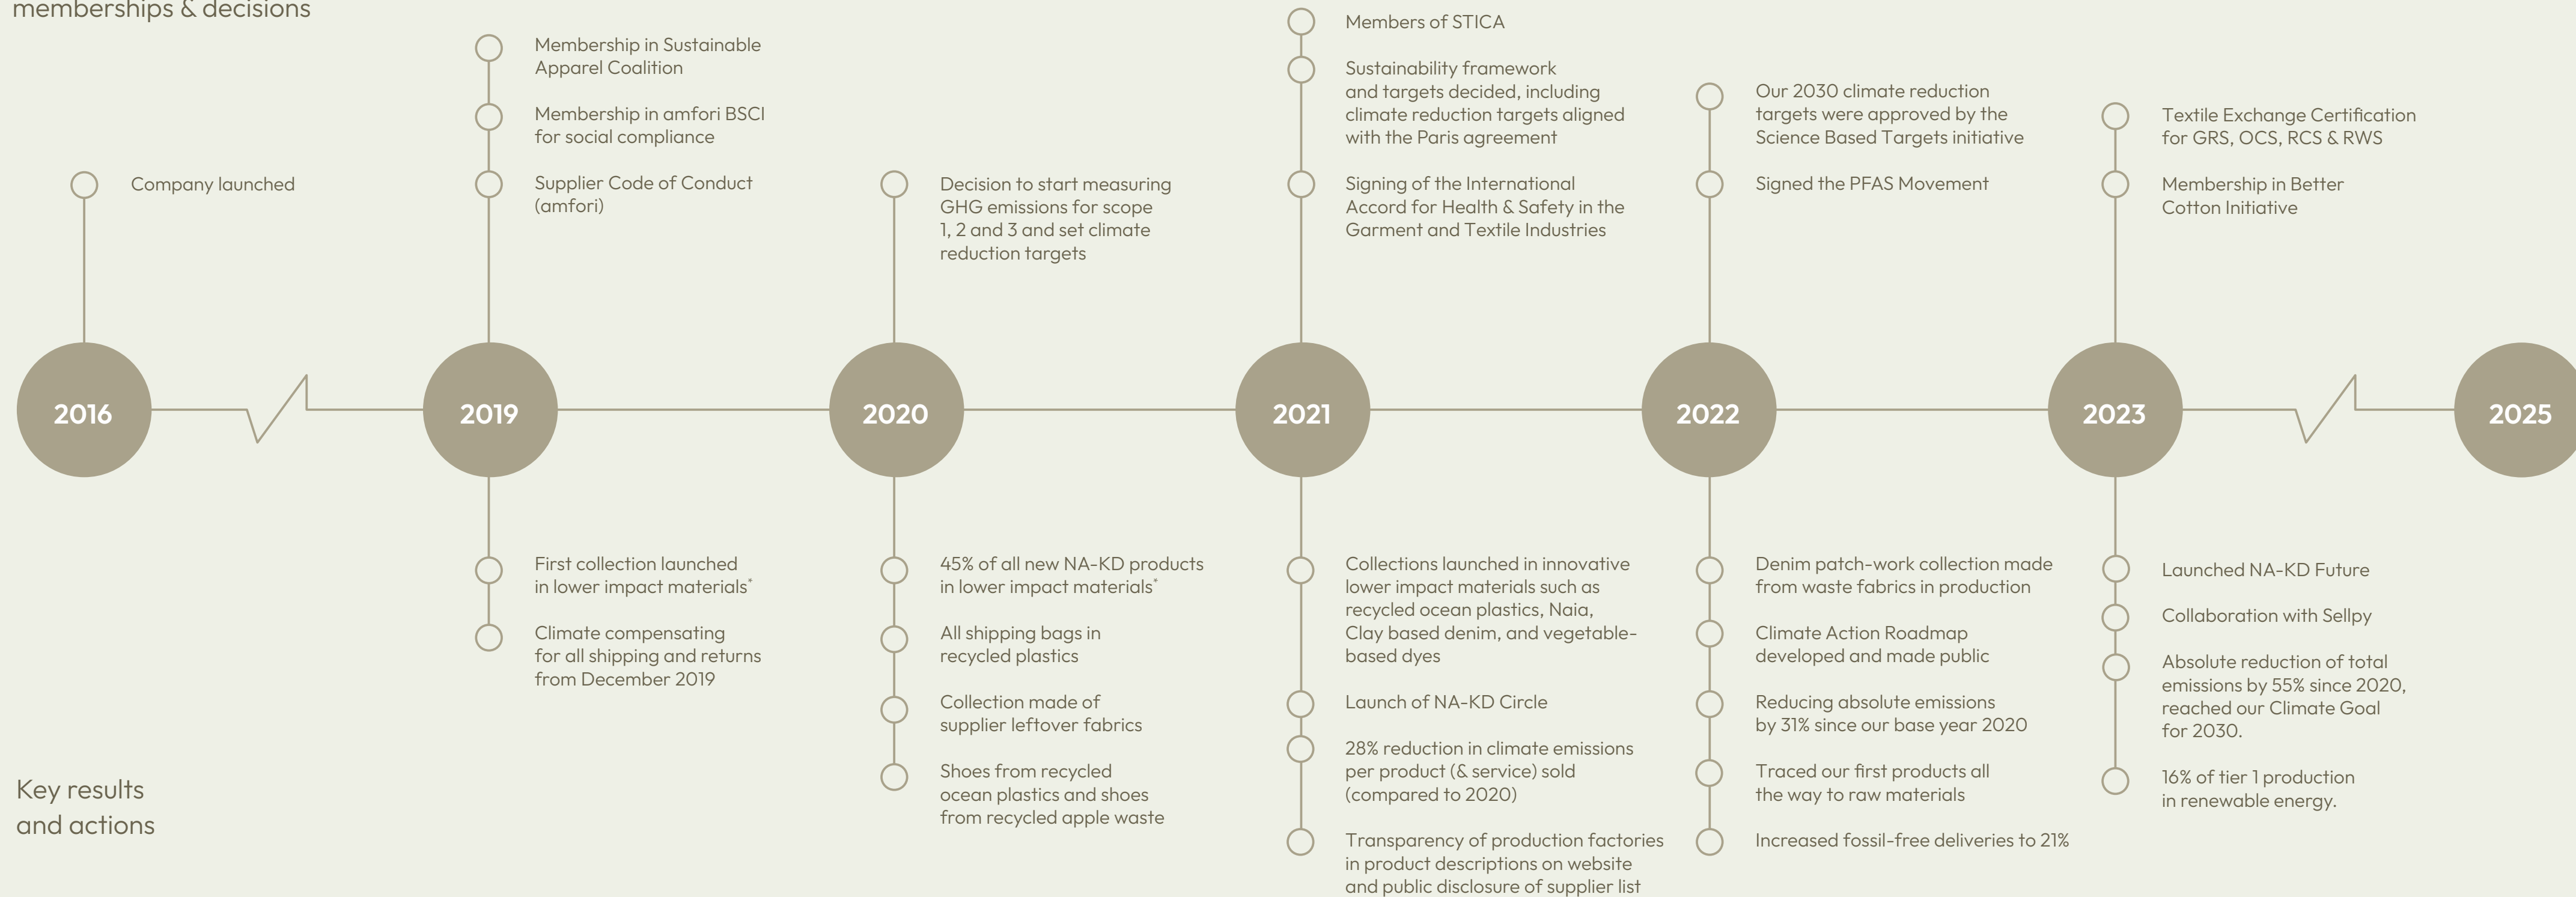 memberships & decisions
Company launched
Membership in Sustainable
Apparel Coalition
Membership in amfori BSCI
for social compliance
Supplier Code of Conduct
(amfori)
Decision to start measuring
GHG emissions for scope
1, 2 and 3 and set climate
reduction targets
Members of STICA
Sustainability framework
and targets decided, including
climate reduction targets aligned
with the Paris agreement
Signing of the International
Accord for Health & Safety in the
Garment and Textile Industries
Our 2030 climate reduction
targets were approved by the
Science Based Targets initiative
Signed the PFAS Movement
Textile Exchange Certification
for GRS, OCS, RCS & RWS
Membership in Better
Cotton Initiative
2016
2019
2020
2021
2022
2023
2025
First collection launched
in lower impact materials*
Climate compensating
for all shipping and returns
from December 2019
45% of all new NA-KD products
in lower impact materials*
All shipping bags in
recycled plastics
Collection made of
supplier leftover fabrics
Shoes from recycled
ocean plastics and shoes
from recycled apple waste
Collections launched in innovative
lower impact materials such as
recycled ocean plastics, Naia,
Clay based denim, and vegetable-
based dyes
Launch of NA-KD Circle
28% reduction in climate emissions
per product (& service) sold
(compared to 2020)
Transparency of production factories
in product descriptions on website
and public disclosure of supplier list
Denim patch-work collection made
from waste fabrics in production
Climate Action Roadmap
developed and made public
Reducing absolute emissions
by 31% since our base year 2020
Traced our first products all
the way to raw materials
Increased fossil-free deliveries to 21%
Launched NA-KD Future
Collaboration with Sellpy
Absolute reduction of total
emissions by 55% since 2020,
reached our Climate Goal
for 2030.
16% of tier 1 production
in renewable energy.
Key results
and actions